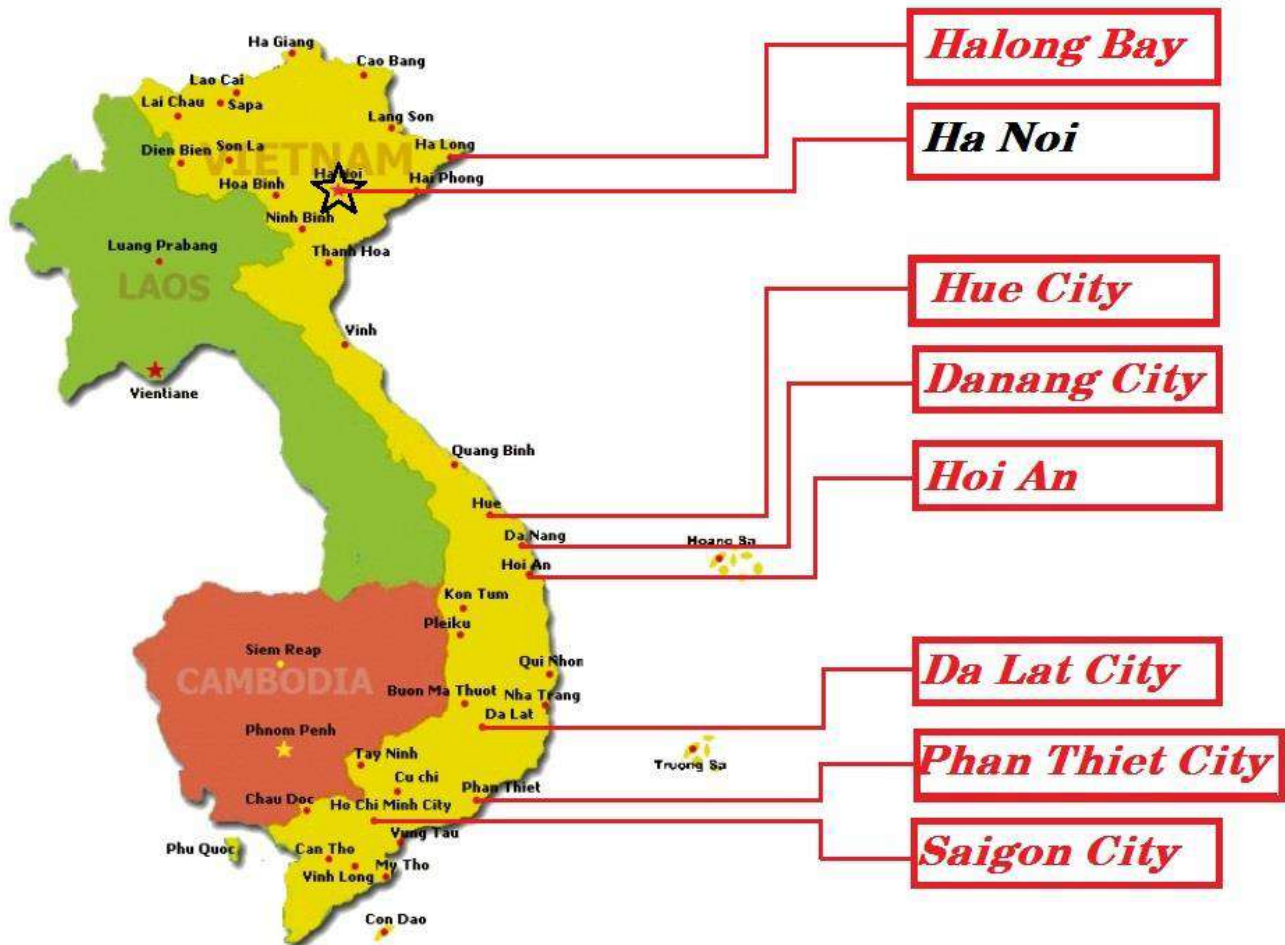 Ha Giang
Cao Bang
Lao Cai
Lai Chau
Sapa
Lang Son
Dien Bien
Son La
VIETNAM
Ha Long
Ha Noi
Hoa Binh
Hai Phong
Ninh Binh
Luang Prabang
Thanh Hoa
LAOS
Vinh
Vientiane
Quang Binh
Hue
Da Nang
Hoang Sa
Hoi An
Kon Tum
Pleiku
Siem Reap
Qui Nhon
CAMBODIA
Buon Ma Thuot
Nha Trang
Da Lat
Phnom Penh
Tay Ninh
Truong Sa
Cu chi
Phan Thiet
Chau Doc
Ho Chi Minh City
Vung Tau
Phu Quoc
Can Tho
My Tho
Vinh Long
Con Dao
Halong Bay
Ha Noi
Hue City
Danang City
Hoi An
Da Lat City
Phan Thiet City
Saigon City